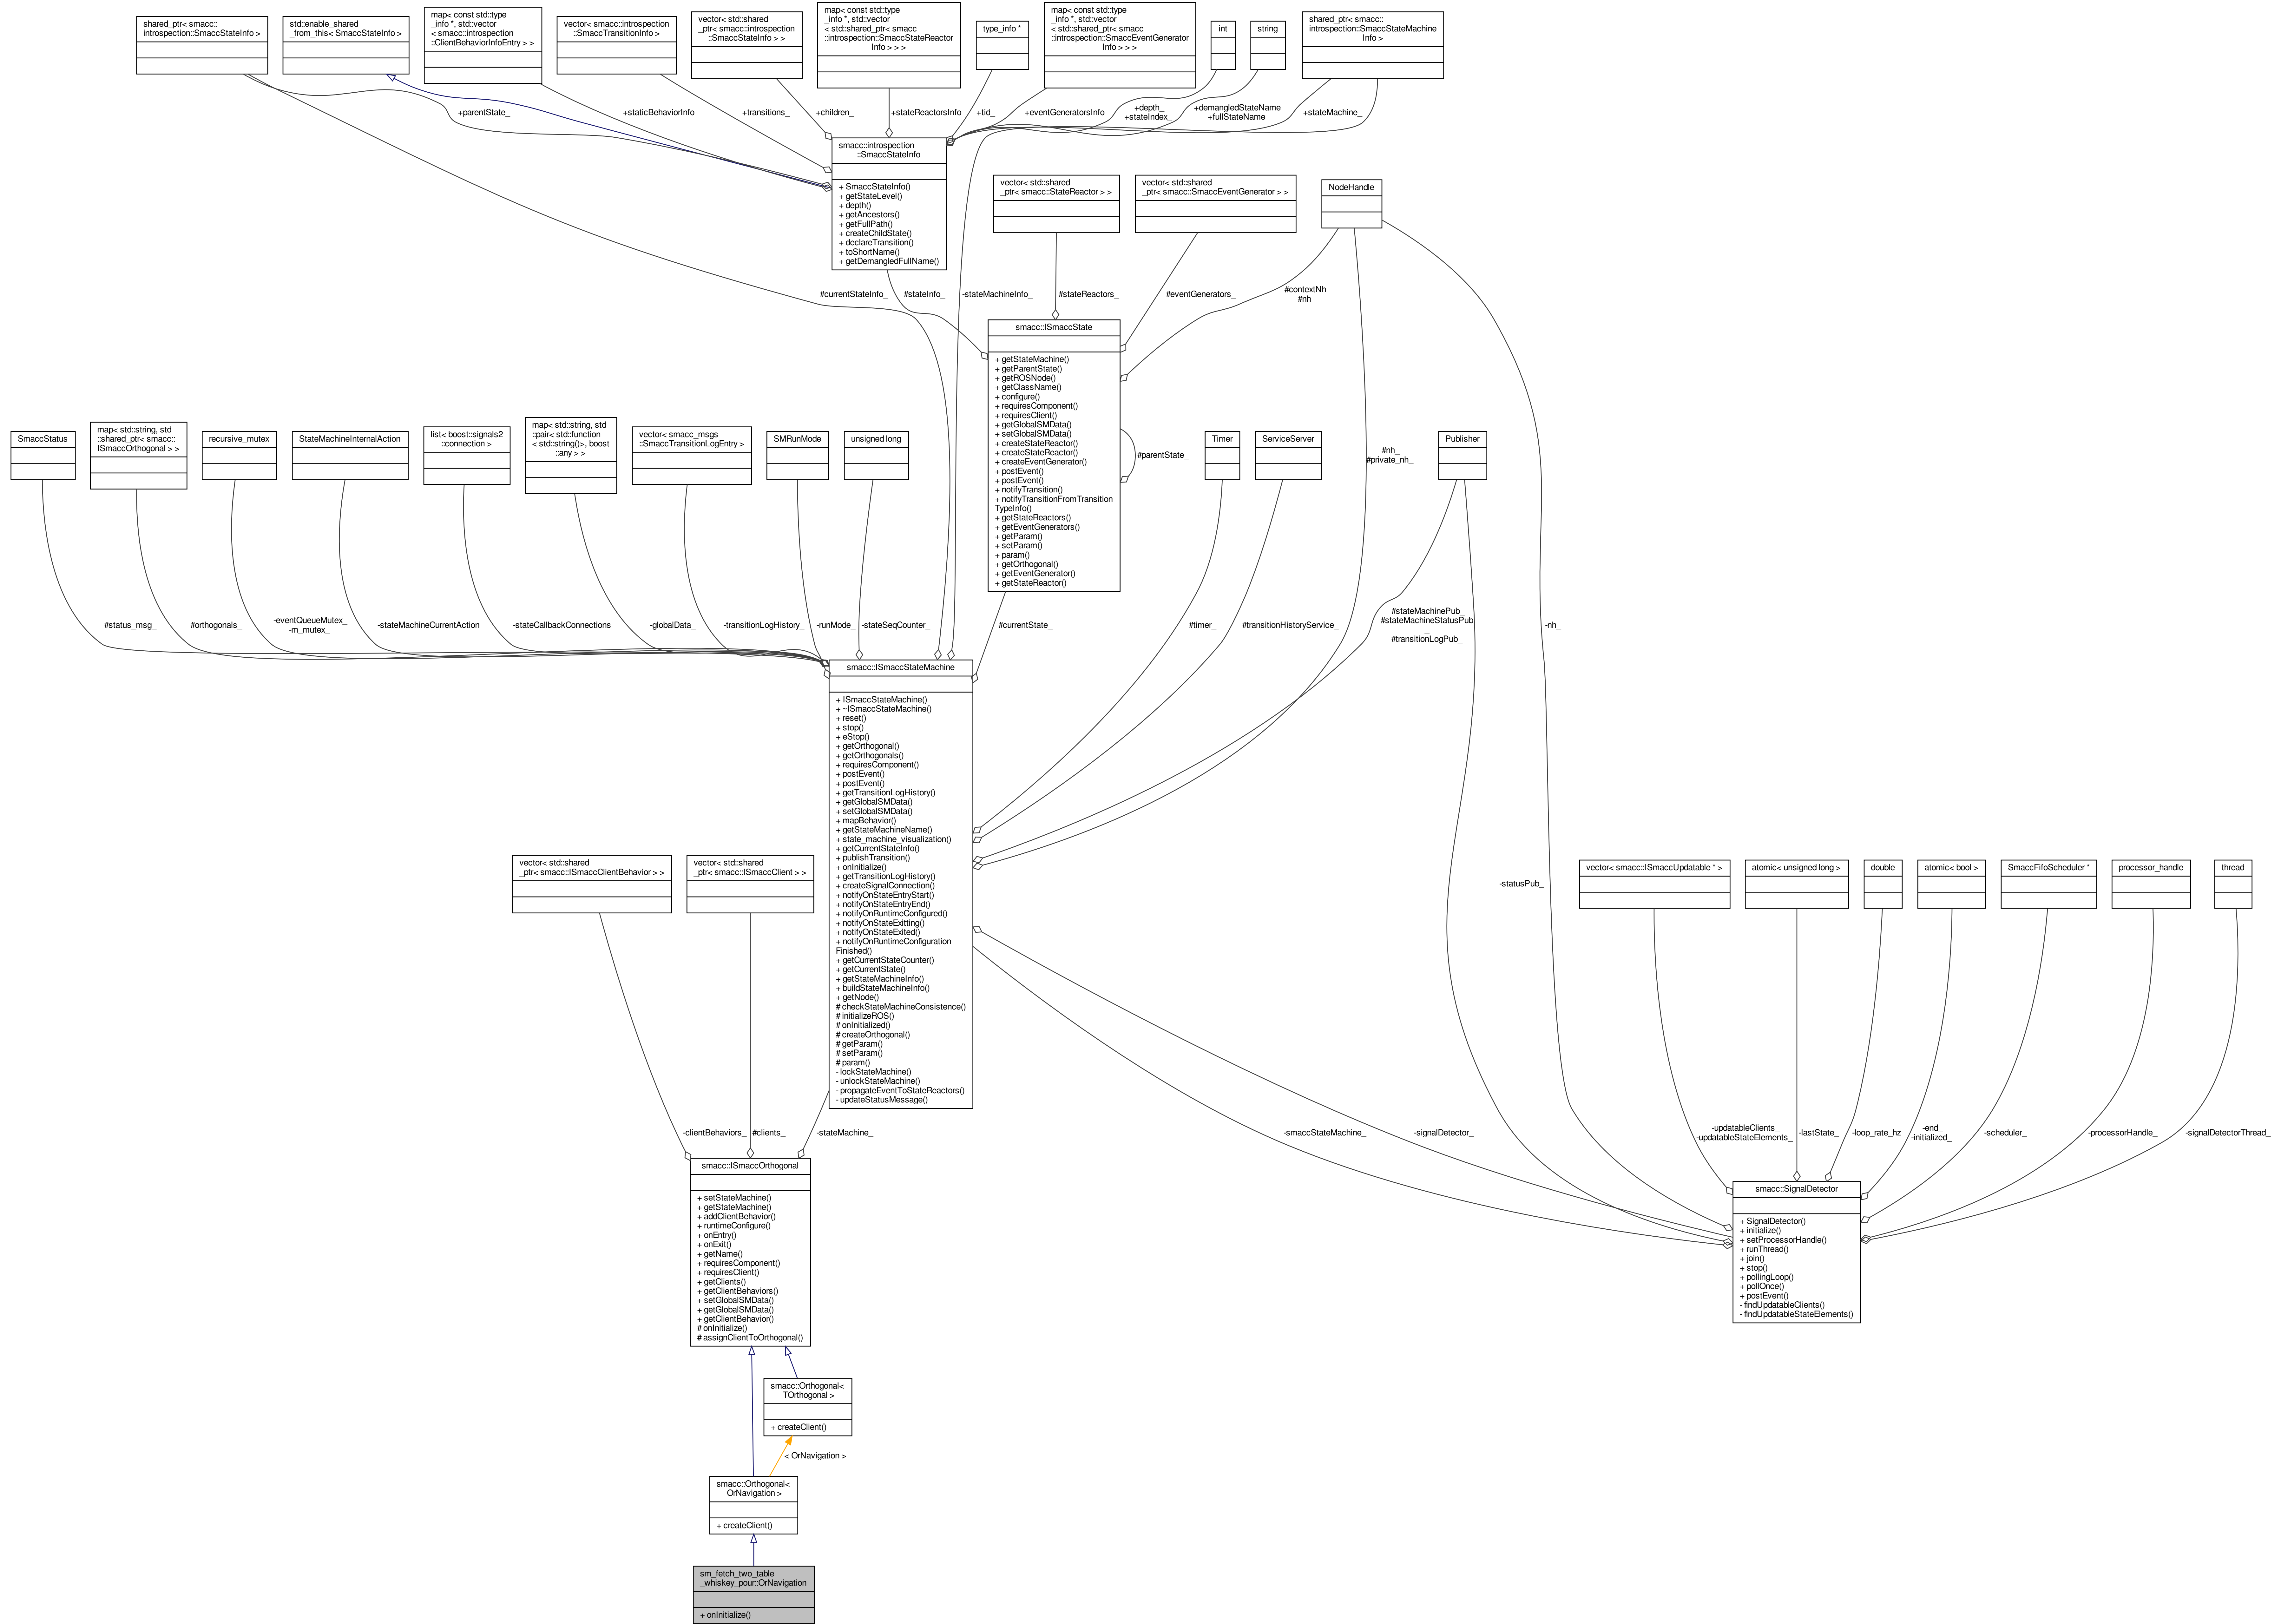 shared_ptr< smacc::
introspection::SmaccStateInfo >
std::enable_shared
_from_this< SmaccStateInfo >
map< const std::type
_info *, std::vector
< smacc::introspection
::ClientBehaviorInfoEntry > >
vector< smacc::introspection
::SmaccTransitionInfo >
vector< std::shared
_ptr< smacc::introspection
::SmaccStateInfo > >
map< const std::type
_info *, std::vector
< std::shared_ptr< smacc
::introspection::SmaccStateReactor
Info > > >
type_info *
map< const std::type
_info *, std::vector
< std::shared_ptr< smacc
::introspection::SmaccEventGenerator
Info > > >
int
string
shared_ptr< smacc::
introspection::SmaccStateMachine
Info >
+parentState_
+staticBehaviorInfo
+transitions_
+children_
+stateReactorsInfo
+tid_
+eventGeneratorsInfo
+depth_
+stateIndex_
+demangledStateName
+fullStateName
+stateMachine_
smacc::introspection
::SmaccStateInfo
+ SmaccStateInfo()
+ getStateLevel()
+ depth()
+ getAncestors()
+ getFullPath()
+ createChildState()
+ declareTransition()
+ toShortName()
+ getDemangledFullName()
vector< std::shared
_ptr< smacc::StateReactor > >
vector< std::shared
_ptr< smacc::SmaccEventGenerator > >
NodeHandle
#currentStateInfo_
#stateInfo_
-stateMachineInfo_
#stateReactors_
#eventGenerators_
#contextNh
#nh
smacc::ISmaccState
+ getStateMachine()
+ getParentState()
+ getROSNode()
+ getClassName()
+ configure()
+ requiresComponent()
+ requiresClient()
+ getGlobalSMData()
+ setGlobalSMData()
+ createStateReactor()
+ createStateReactor()
+ createEventGenerator()
+ postEvent()
+ postEvent()
+ notifyTransition()
+ notifyTransitionFromTransition
TypeInfo()
+ getStateReactors()
+ getEventGenerators()
+ getParam()
+ setParam()
+ param()
+ getOrthogonal()
+ getEventGenerator()
+ getStateReactor()
#parentState_
SmaccStatus
map< std::string, std
::shared_ptr< smacc::
ISmaccOrthogonal > >
recursive_mutex
StateMachineInternalAction
list< boost::signals2
::connection >
map< std::string, std
::pair< std::function
< std::string()>, boost
::any > >
vector< smacc_msgs
::SmaccTransitionLogEntry >
SMRunMode
unsigned long
Timer
ServiceServer
#nh_
#private_nh_
Publisher
#status_msg_
#orthogonals_
-eventQueueMutex_
-m_mutex_
-stateMachineCurrentAction
-stateCallbackConnections
-globalData_
-transitionLogHistory_
-runMode_
-stateSeqCounter_
#currentState_
#timer_
#transitionHistoryService_
#stateMachinePub_
#stateMachineStatusPub
_
#transitionLogPub_
-nh_
smacc::ISmaccStateMachine
+ ISmaccStateMachine()
+ ~ISmaccStateMachine()
+ reset()
+ stop()
+ eStop()
+ getOrthogonal()
+ getOrthogonals()
+ requiresComponent()
+ postEvent()
+ postEvent()
+ getTransitionLogHistory()
+ getGlobalSMData()
+ setGlobalSMData()
+ mapBehavior()
+ getStateMachineName()
+ state_machine_visualization()
+ getCurrentStateInfo()
+ publishTransition()
+ onInitialize()
+ getTransitionLogHistory()
+ createSignalConnection()
+ notifyOnStateEntryStart()
+ notifyOnStateEntryEnd()
+ notifyOnRuntimeConfigured()
+ notifyOnStateExitting()
+ notifyOnStateExited()
+ notifyOnRuntimeConfiguration
Finished()
+ getCurrentStateCounter()
+ getCurrentState()
+ getStateMachineInfo()
+ buildStateMachineInfo()
+ getNode()
# checkStateMachineConsistence()
# initializeROS()
# onInitialized()
# createOrthogonal()
# getParam()
# setParam()
# param()
- lockStateMachine()
- unlockStateMachine()
- propagateEventToStateReactors()
- updateStatusMessage()
vector< std::shared
_ptr< smacc::ISmaccClientBehavior > >
vector< std::shared
_ptr< smacc::ISmaccClient > >
-statusPub_
vector< smacc::ISmaccUpdatable * >
atomic< unsigned long >
double
atomic< bool >
SmaccFifoScheduler *
processor_handle
thread
-clientBehaviors_
#clients_
-stateMachine_
-smaccStateMachine_
-signalDetector_
-updatableClients_
-updatableStateElements_
-lastState_
-loop_rate_hz
-end_
-initialized_
-scheduler_
-processorHandle_
-signalDetectorThread_
smacc::ISmaccOrthogonal
+ setStateMachine()
+ getStateMachine()
+ addClientBehavior()
+ runtimeConfigure()
+ onEntry()
+ onExit()
+ getName()
+ requiresComponent()
+ requiresClient()
+ getClients()
+ getClientBehaviors()
+ setGlobalSMData()
+ getGlobalSMData()
+ getClientBehavior()
# onInitialize()
# assignClientToOrthogonal()
smacc::SignalDetector
+ SignalDetector()
+ initialize()
+ setProcessorHandle()
+ runThread()
+ join()
+ stop()
+ pollingLoop()
+ pollOnce()
+ postEvent()
- findUpdatableClients()
- findUpdatableStateElements()
smacc::Orthogonal<
TOrthogonal >
+ createClient()
< OrNavigation >
smacc::Orthogonal<
OrNavigation >
+ createClient()
sm_fetch_two_table
_whiskey_pour::OrNavigation
+ onInitialize()